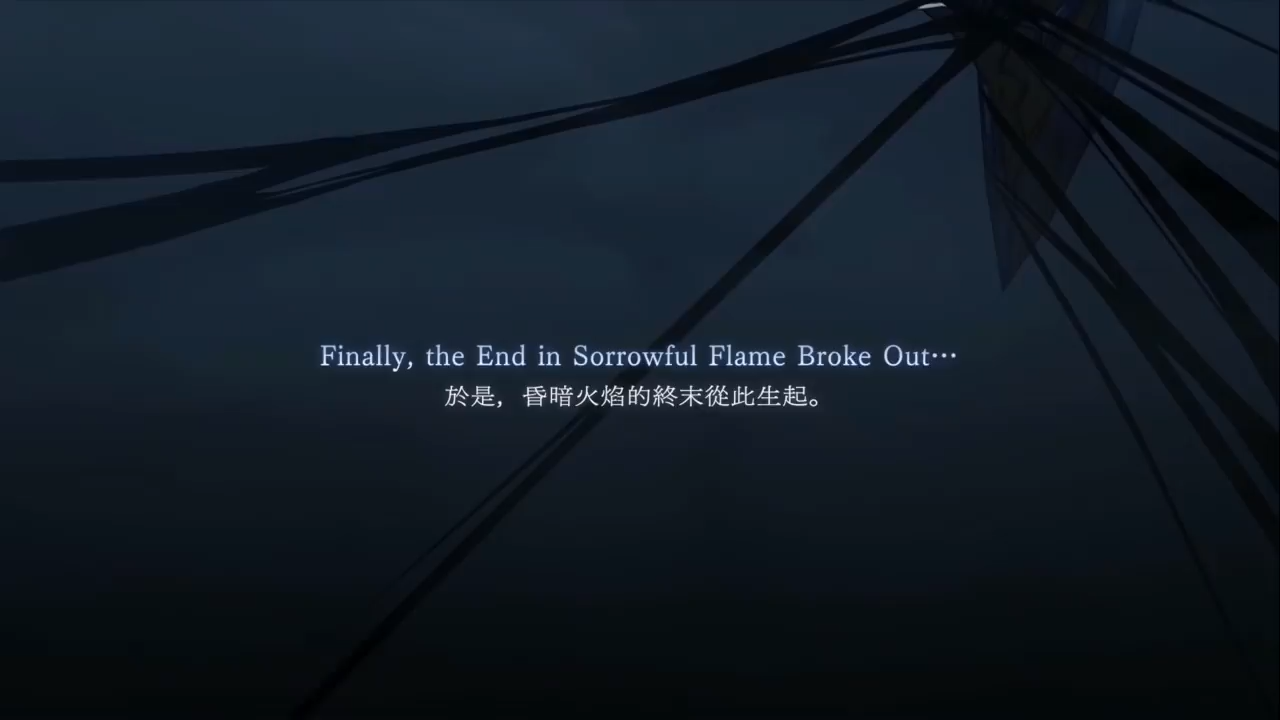 Finally, the End in Sorrowful Flame Broke Out…
於是，昏暗火焰的終末從此生起。